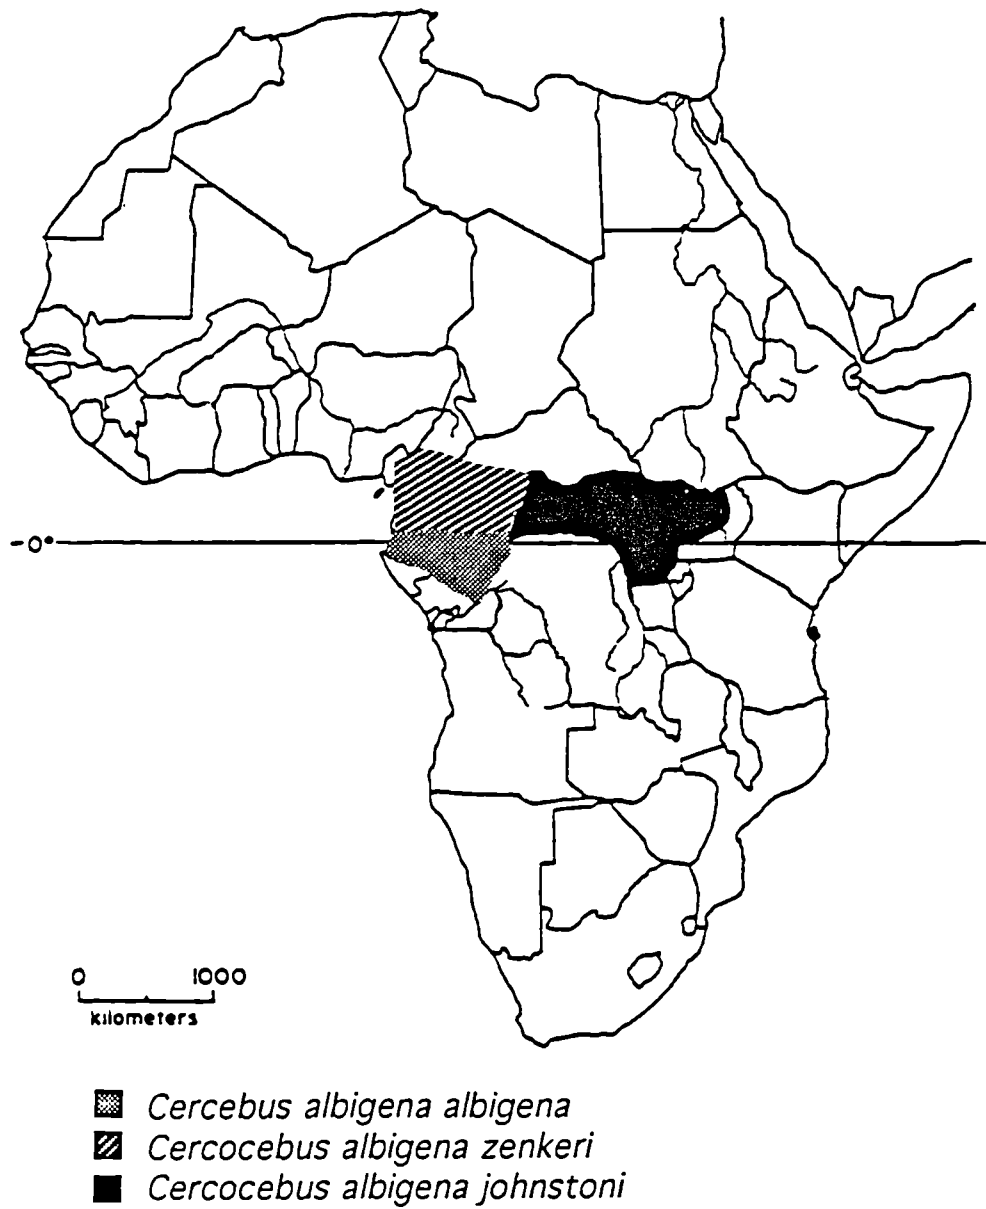 0°
0 1000
kilometers
Cercebus albigena albigena
Cercocebus albigena zenkeri
Cercocebus albigena johnstoni